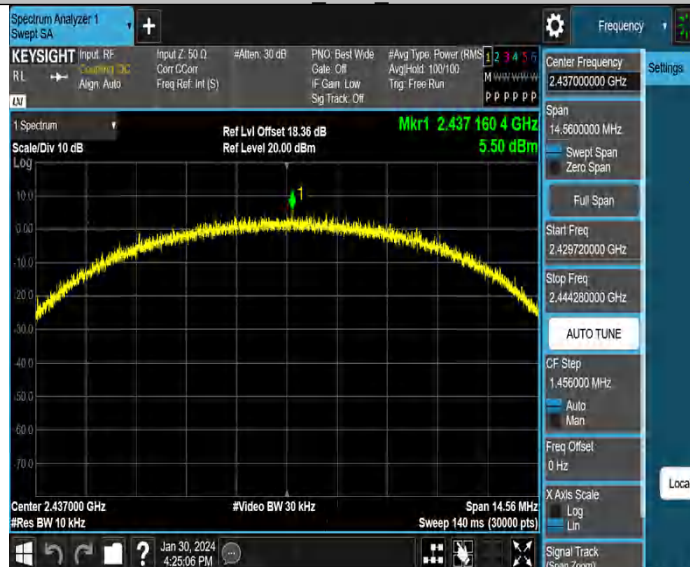 Spectrum Analyzer 1
Swept SA
Frequency
KEYSIGHT
RL
Input: RF
Coupling: DC
Align: Auto
Input Z: 50 Ω
Corr CCorr
Freq Ref: Int (S)
#Atten: 30 dB
PNO: Best Wide
Gate: Off
IF Gain: Low
Sig Track: Off
#Avg Type: Power (RMS
Avg|Hold: 100/100
Trig: Free Run
1 2 3 4 5 6
M W W W W W
P P P P P P
LXI
1 Spectrum
Scale/Div 10 dB
Log
Ref Lvl Offset 18.36 dB
Ref Level 20.00 dBm
Mkr1 2.437 160 4 GHz
5.50 dBm
1
10.0
0.00
-10.0
-20.0
-30.0
-40.0
-50.0
-60.0
-70.0
Center 2.437000 GHz
#Res BW 10 kHz
#Video BW 30 kHz
Span 14.56 MHz
Sweep 140 ms (30000 pts)
Center Frequency
2.437000000 GHz
Settings
Span
14.5600000 MHz
Swept Span
Zero Span
Full Span
Start Freq
2.429720000 GHz
Stop Freq
2.444280000 GHz
AUTO TUNE
CF Step
1.456000 MHz
Auto
Man
Freq Offset
0 Hz
X Axis Scale
Log
Lin
Loca
Signal Track
(Span Zoom)
?
Jan 30, 2024
4:25:06 PM